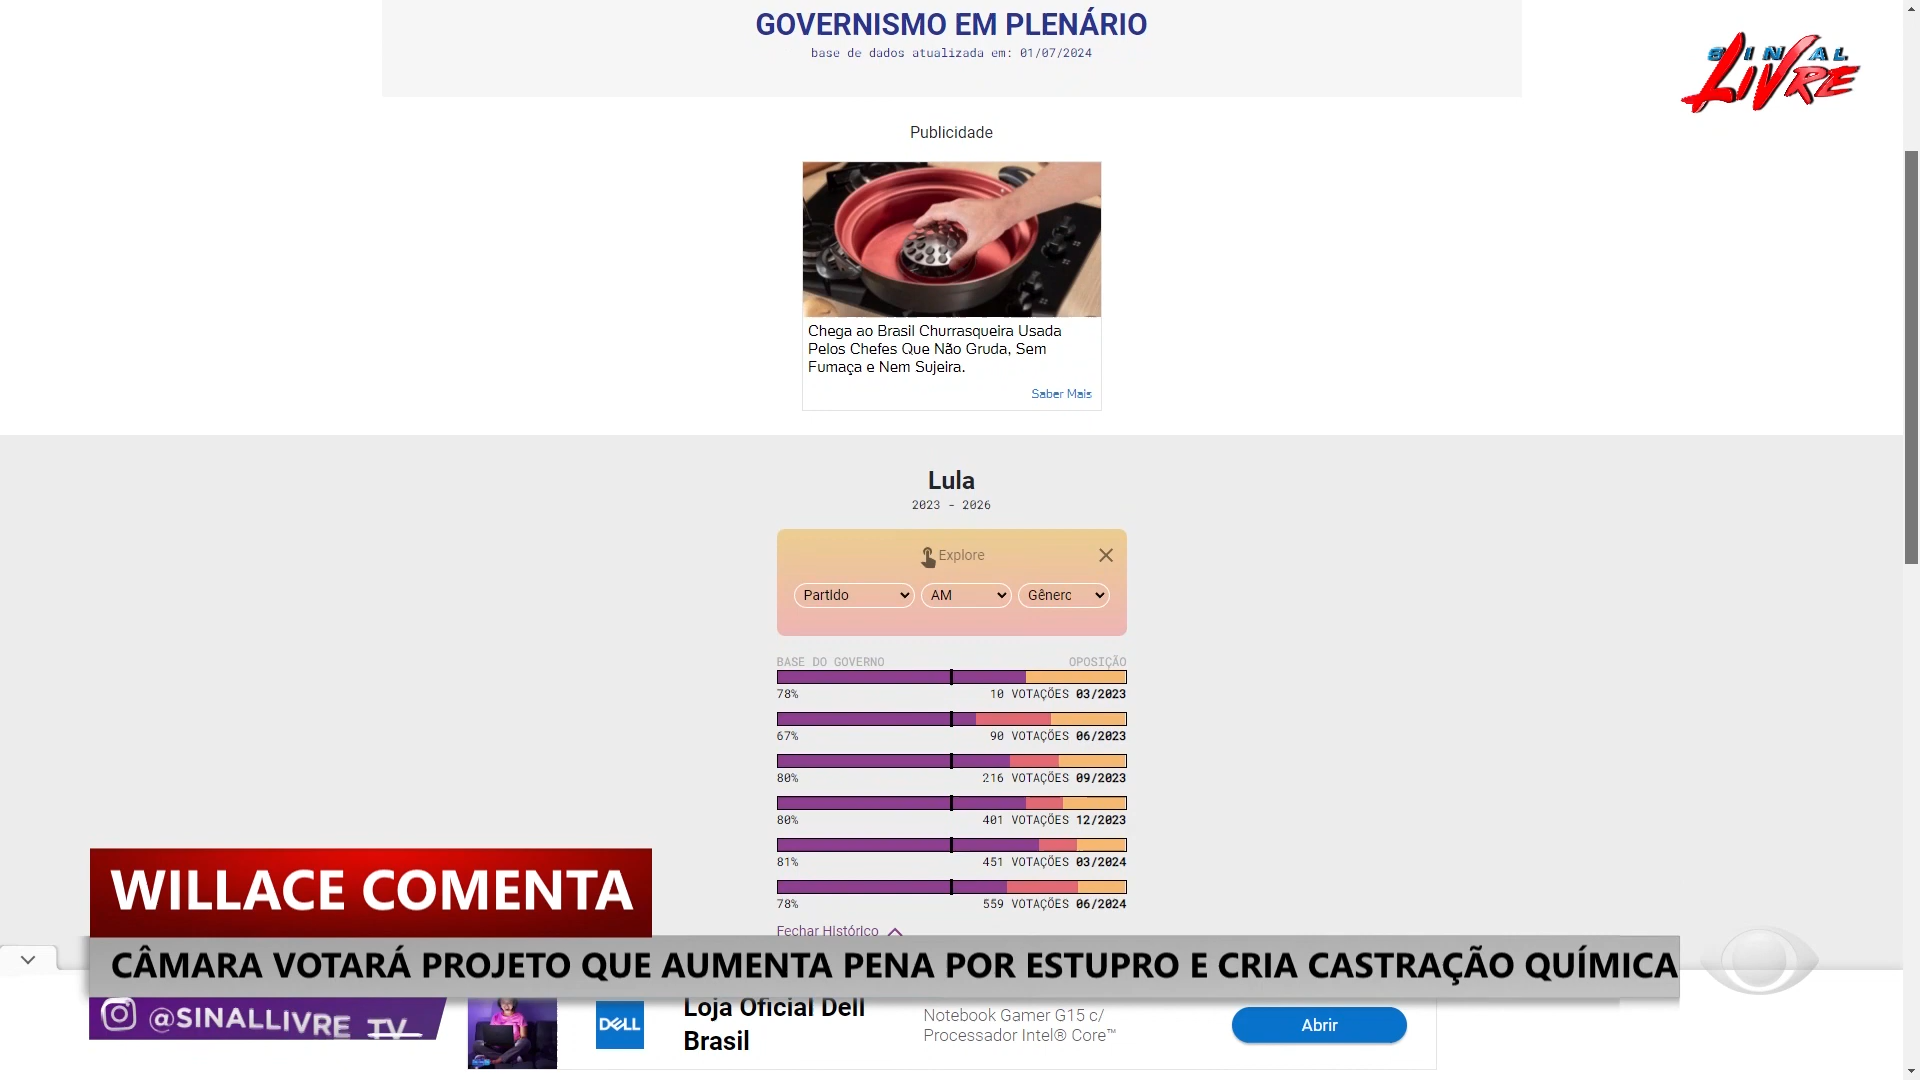 GOVERNISMO EM PLENÁRIO
base de dados atualizada em: 01/07/2024
SINAL
LIVRE
Publicidade
Chega ao Brasil Churrasqueira Usada
Pelos Chefes Que Não Gruda, Sem
Fumaça e Nem Sujeira.
Saber Mais
Lula
2023 - 2026
Explore
Partido AM Gênero
BASE DO GOVERNO OPOSIÇÃO
78% 10 VOTAÇÕES 03/2023
67% 90 VOTAÇÕES 06/2023
80% 216 VOTAÇÕES 09/2023
80% 401 VOTAÇÕES 12/2023
81% 451 VOTAÇÕES 03/2024
78% 559 VOTAÇÕES 06/2024
Fechar Histórico
WILLACE COMENTA
CÂMARA VOTARÁ PROJETO QUE AUMENTA PENA POR ESTUPRO E CRIA CASTRAÇÃO QUÍMICA
@SINALLIVRE TV
DELL
Loja Oficial Dell
Brasil
Notebook Gamer G15 c/
Processador Intel® Core™
Abrir